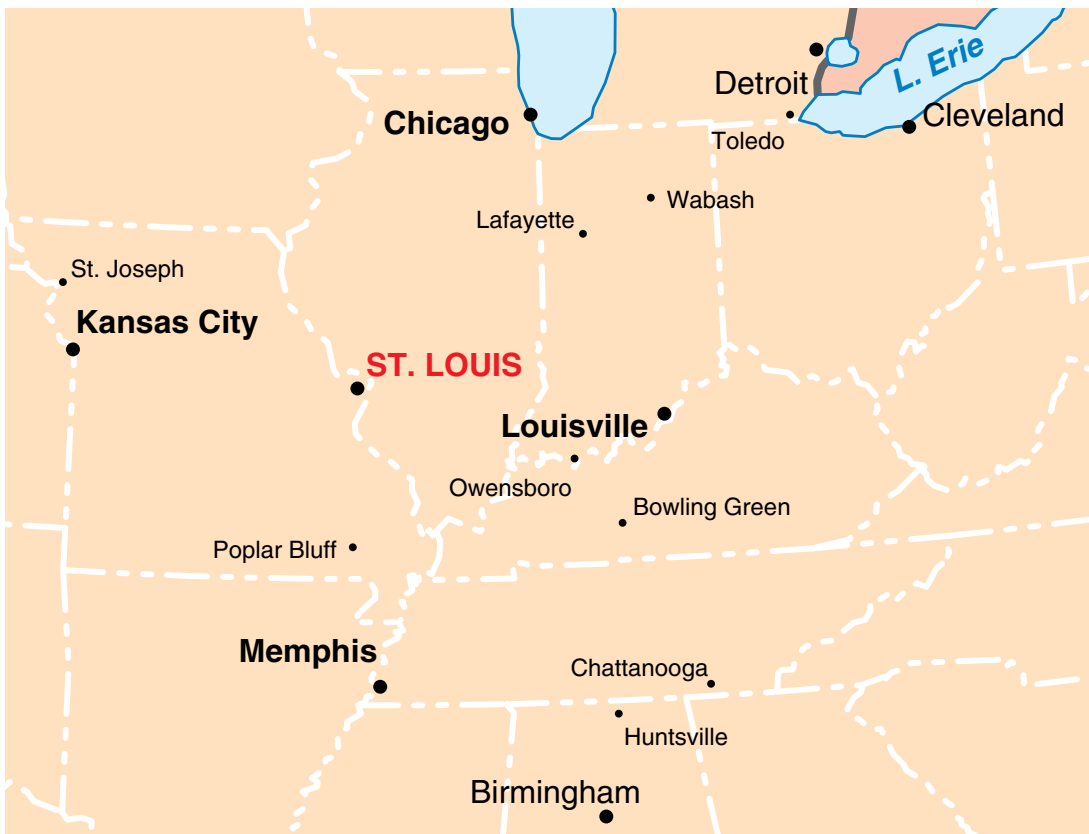 L. Erie
Detroit
Chicago
Cleveland
Toledo
Wabash
Lafayette
St. Joseph
Kansas City
ST. LOUIS
Louisville
Owensboro
Bowling Green
Poplar Bluff
Memphis
Chattanooga
Huntsville
Birmingham